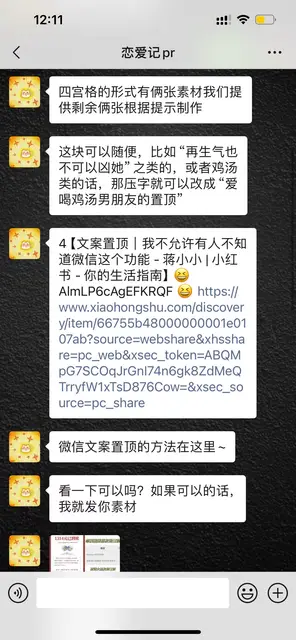 12:11
恋爱记pr
四宫格的形式有俩张素材我们提
供剩余俩张根据提示制作
这块可以随便，比如“再生气也
不可以凶她”之类的，或者鸡汤
类的话，那压字就可以改成“爱
喝鸡汤男朋友的置顶”
4【文案置顶｜我不允许有人不知
道微信这个功能 - 蒋小小 | 小红
书 - 你的生活指南】😆
AlmLP6cAgEFKRQF 😆 https://
www.xiaohongshu.com/discover
y/item/66755b48000000001e0
107ab?source=webshare&xhssha
re=pc_web&xsec_token=ABQM
pG7SCOqJrGnI74n6gk8ZdMeQ
TrryfW1xTsD876Cow=&xsec_so
urce=pc_share
微信文案置顶的方法在这里～
看一下可以吗？如果可以的话，
我就发你素材